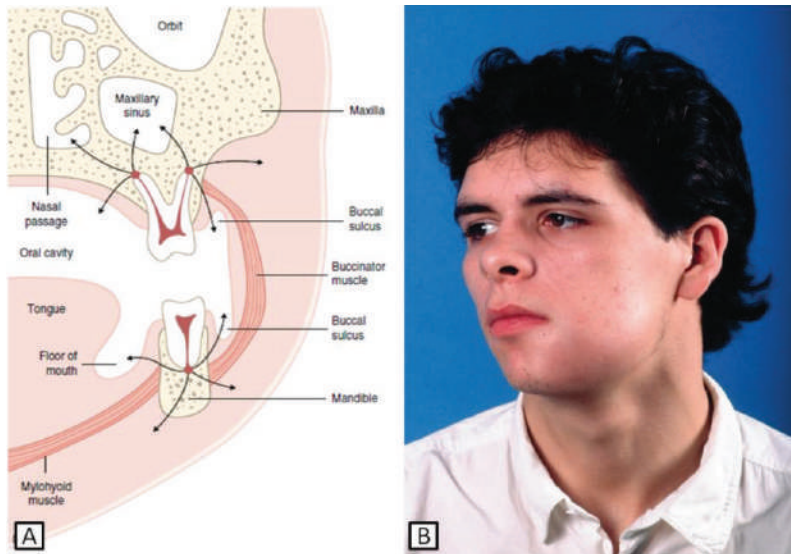 Orbit
Maxillary
sinus
Maxilla
Nasal
passage
Buccal
sulcus
Oral cavity
Buccinator
muscle
Tongue
Buccal
sulcus
Floor of
mouth
Mandible
Mylohyoid
muscle
A
B